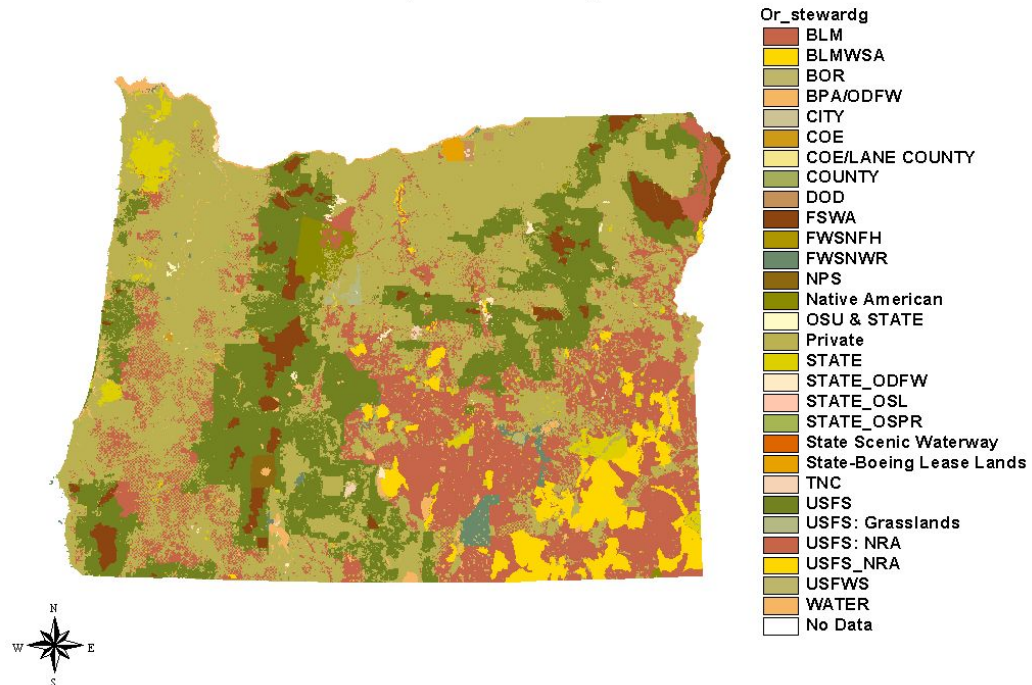 Or_stewardg
BLM
BLMWSA
BOR
BPA/ODFW
CITY
COE
COE/LANE COUNTY
COUNTY
DOD
FSWA
FWSNFH
FWSNWR
NPS
Native American
OSU & STATE
Private
STATE
STATE_ODFW
STATE_OSL
STATE_OSPR
State Scenic Waterway
State-Boeing Lease Lands
TNC
USFS
USFS: Grasslands
USFS: NRA
USFS_NRA
USFWS
WATER
No Data
N
W E
S